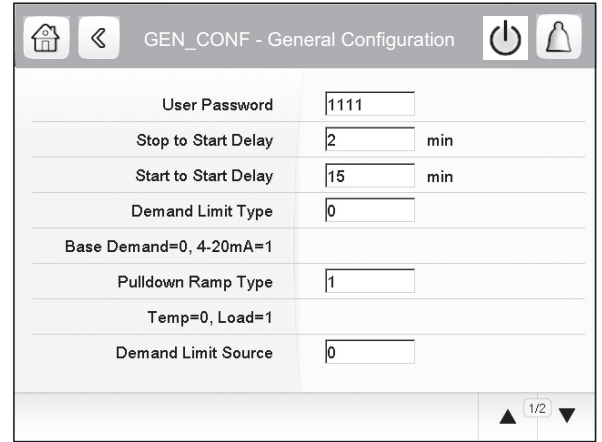 GEN_CONF - General Configuration
User Password 1111
Stop to Start Delay 2 min
Start to Start Delay 15 min
Demand Limit Type 0
Base Demand=0, 4-20mA=1
Pulldown Ramp Type 1
Temp=0, Load=1
Demand Limit Source 0
1/2